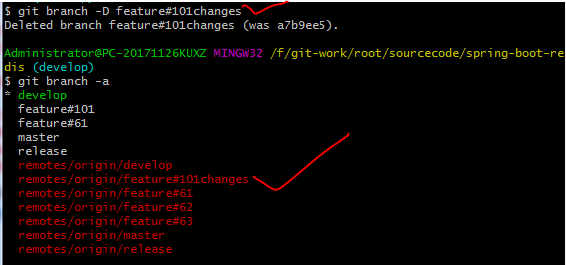 $ git branch -D feature#101changes
Deleted branch feature#101changes (was a7b9ee5).
Administrator@PC-20171126KUXZ MINGW32 /f/git-work/root/sourcecode/spring-boot-re
dis (develop)
$ git branch -a
* develop
feature#101
feature#61
master
release
remotes/origin/develop
remotes/origin/feature#101changes
remotes/origin/feature#61
remotes/origin/feature#62
remotes/origin/feature#63
remotes/origin/master
remotes/origin/release